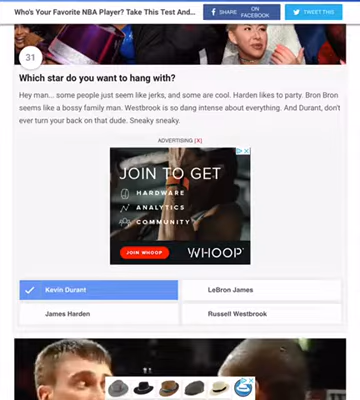 Who's Your Favorite NBA Player? Take This Test And...
SHARE ON FACEBOOK
TWEET THIS
31
Which star do you want to hang with?
Hey man... some people just seem like jerks, and some are cool. Harden likes to party. Bron Bron
seems like a bossy family man. Westbrook is so dang intense about everything. And Durant, don't
ever turn your back on that dude. Sneaky sneaky.
ADVERTISING [X]
JOIN TO GET
HARDWARE
ANALYTICS
COMMUNITY
JOIN WHOOP
WHOOP
Kavin Durant
LeBron James
James Harden
Russell Westbrook